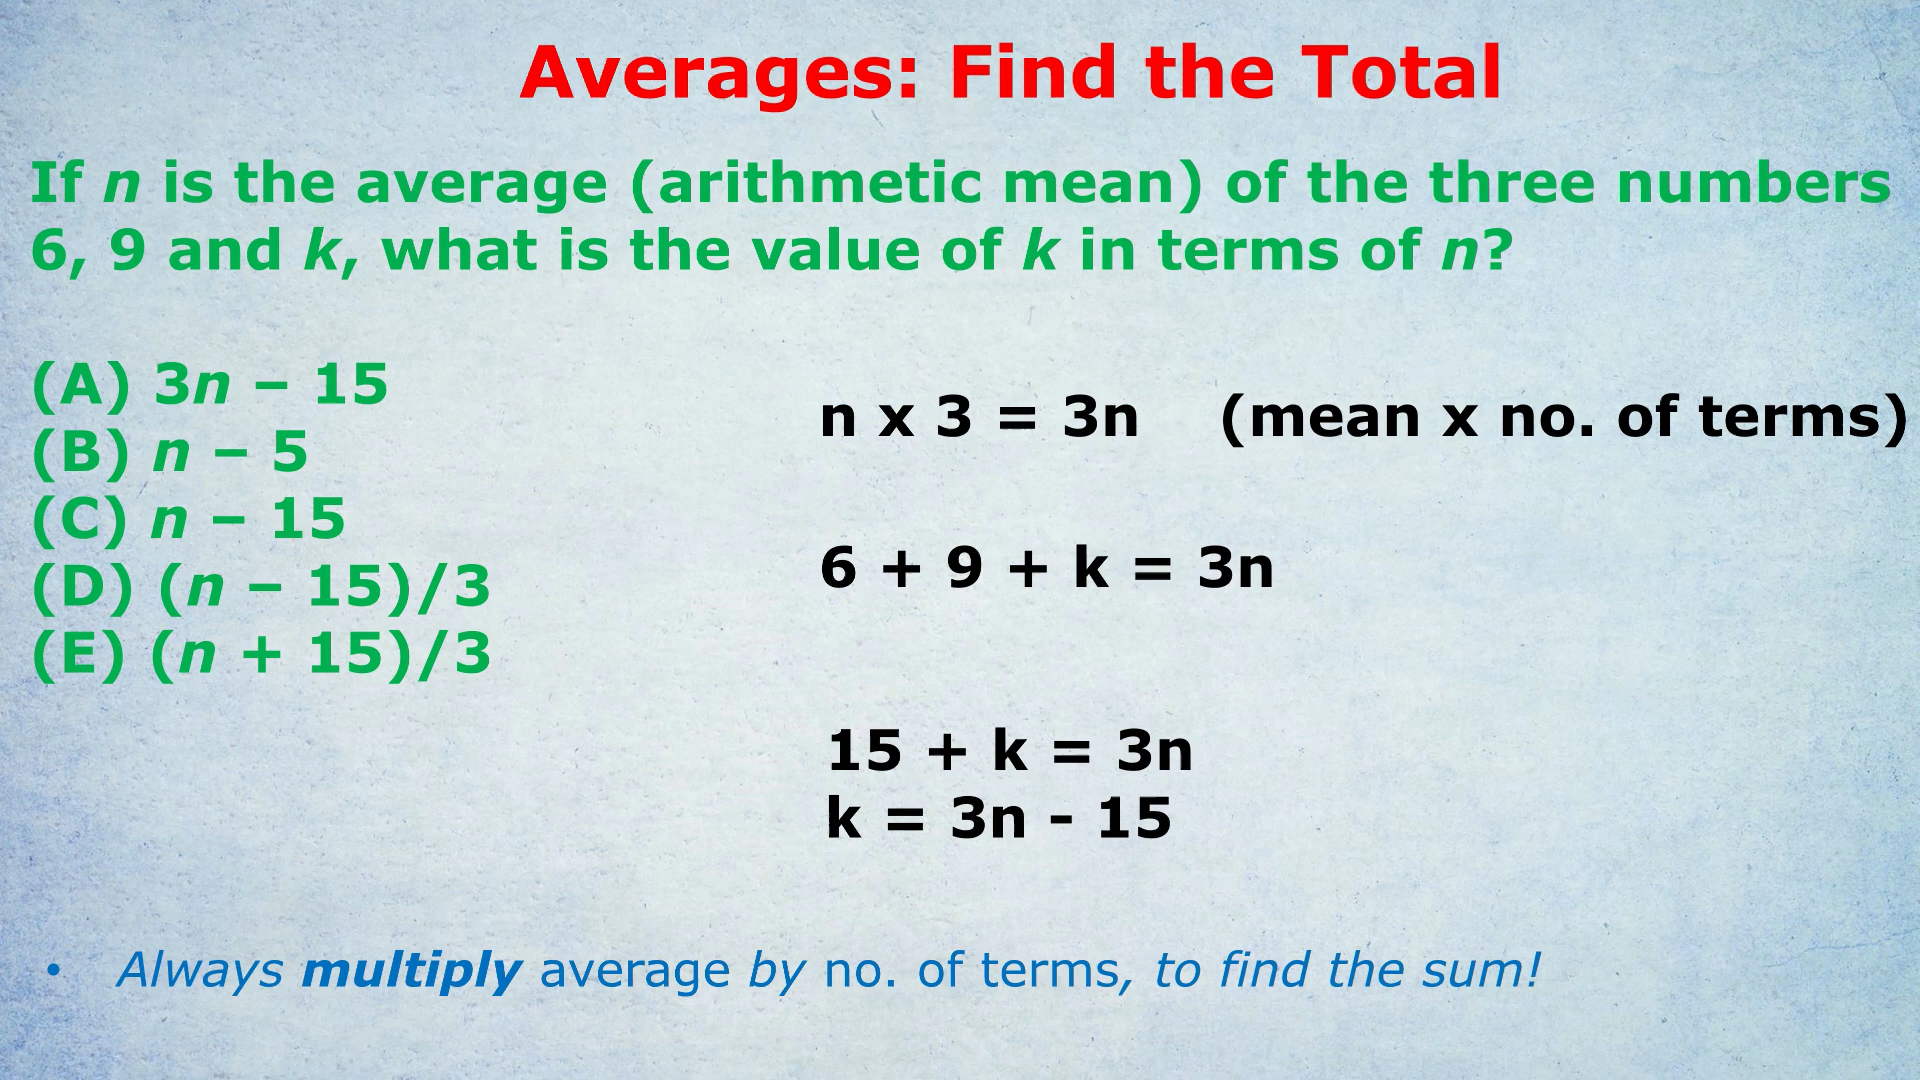 Averages: Find the Total
If n is the average (arithmetic mean) of the three numbers
6, 9 and k, what is the value of k in terms of n?
(A) 3n – 15
(B) n – 5
(C) n – 15
(D) (n – 15)/3
(E) (n + 15)/3
n x 3 = 3n (mean x no. of terms)
6 + 9 + k = 3n
15 + k = 3n
k = 3n - 15
• Always multiply average by no. of terms, to find the sum!